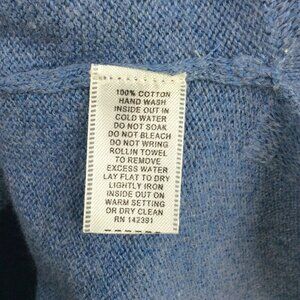 100% COTTON
HAND WASH
INSIDE OUT IN
COLD WATER
DO NOT SOAK
DO NOT BLEACH
DO NOT WRING
ROLL IN TOWEL
TO REMOVE
EXCESS WATER
LAY FLAT TO DRY
LIGHTLY IRON
INSIDE OUT ON
WARM SETTING
OR DRY CLEAN
RN 142391